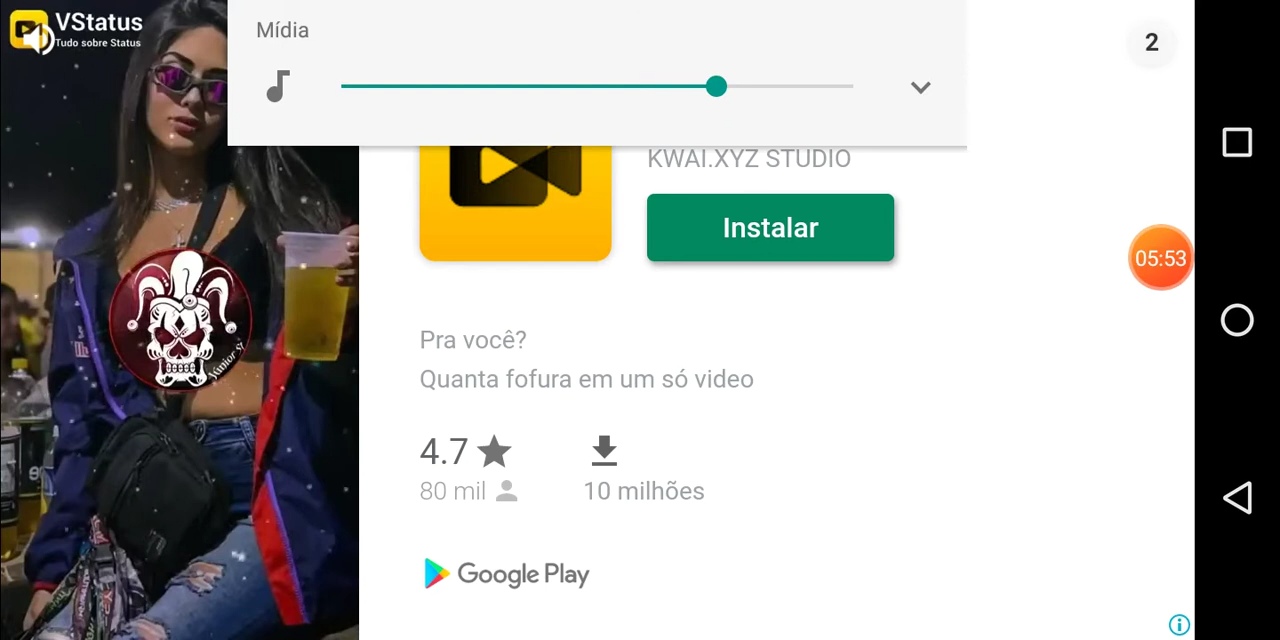 VStatus
Tudo sobre Status
Mídia
2
KWAI.XYZ STUDIO
Instalar
05:53
Júnior
Pra você?
Quanta fofura em um só video
4.7
80 mil
10 milhões
Google Play